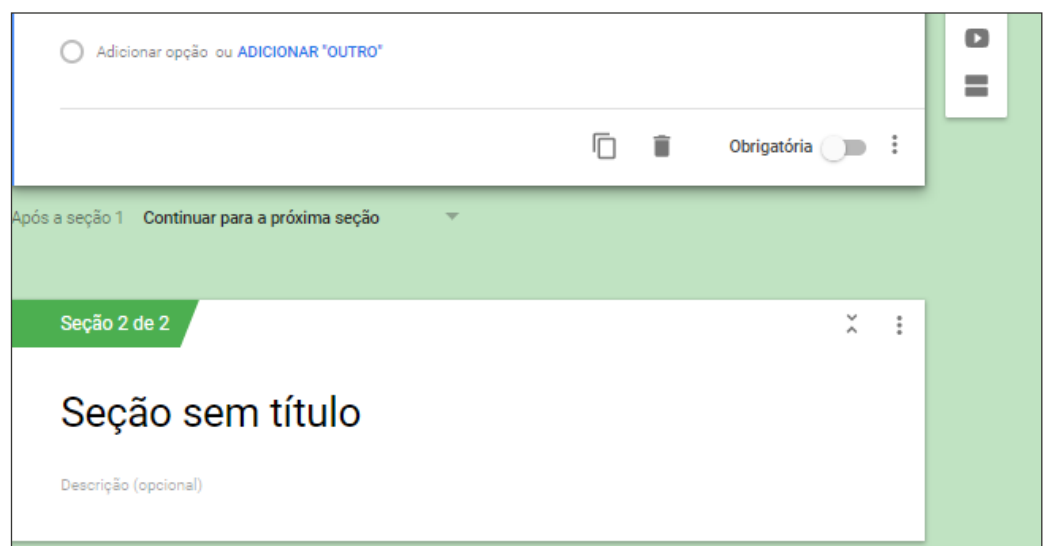 Adicionar opção ou ADICIONAR "OUTRO"
Obrigatória
Após a seção 1 Continuar para a próxima seção
Seção 2 de 2
Seção sem título
Descrição (opcional)